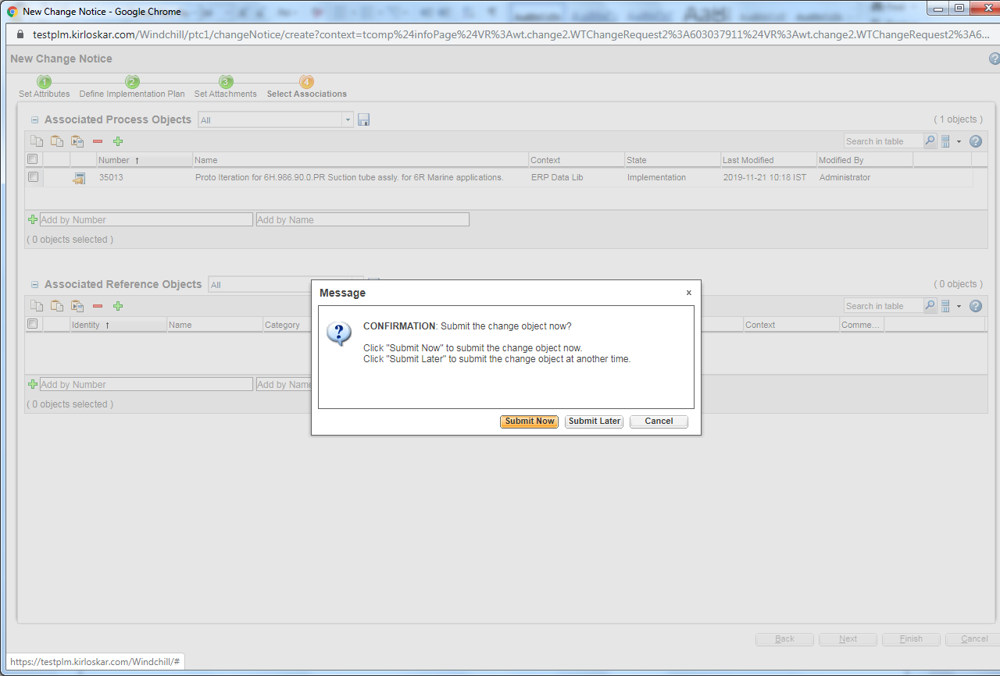 New Change Notice - Google Chrome
testplm.kirloskar.com/Windchill/ptc1/changeNotice/create?context=tcomp%24infoPage%24VR%3Awt.change2.WTChangeRequest2%3A603037911%24VR%3Awt.change2.WTChangeRequest2%3A6...
New Change Notice
1 2 3 4
Set Attributes Define Implementation Plan Set Attachments Select Associations
Associated Process Objects All ( 1 objects )
Search in table
Number ↑ Name Context State Last Modified Modified By
35013 Proto Iteration for 6H.986.90.0.PR Suction tube assly. for 6R Marine applications. ERP Data Lib Implementation 2019-11-21 10:18 IST Administrator
Add by Number Add by Name
( 0 objects selected )
Associated Reference Objects All ( 0 objects )
Search in table
Identity ↑ Name Category Context Comme...
Add by Number Add by Name
( 0 objects selected )
Message x
CONFIRMATION: Submit the change object now?
Click "Submit Now" to submit the change object now.
Click "Submit Later" to submit the change object at another time.
Submit Now Submit Later Cancel
Back Next Finish Cancel
https://testplm.kirloskar.com/Windchill/#